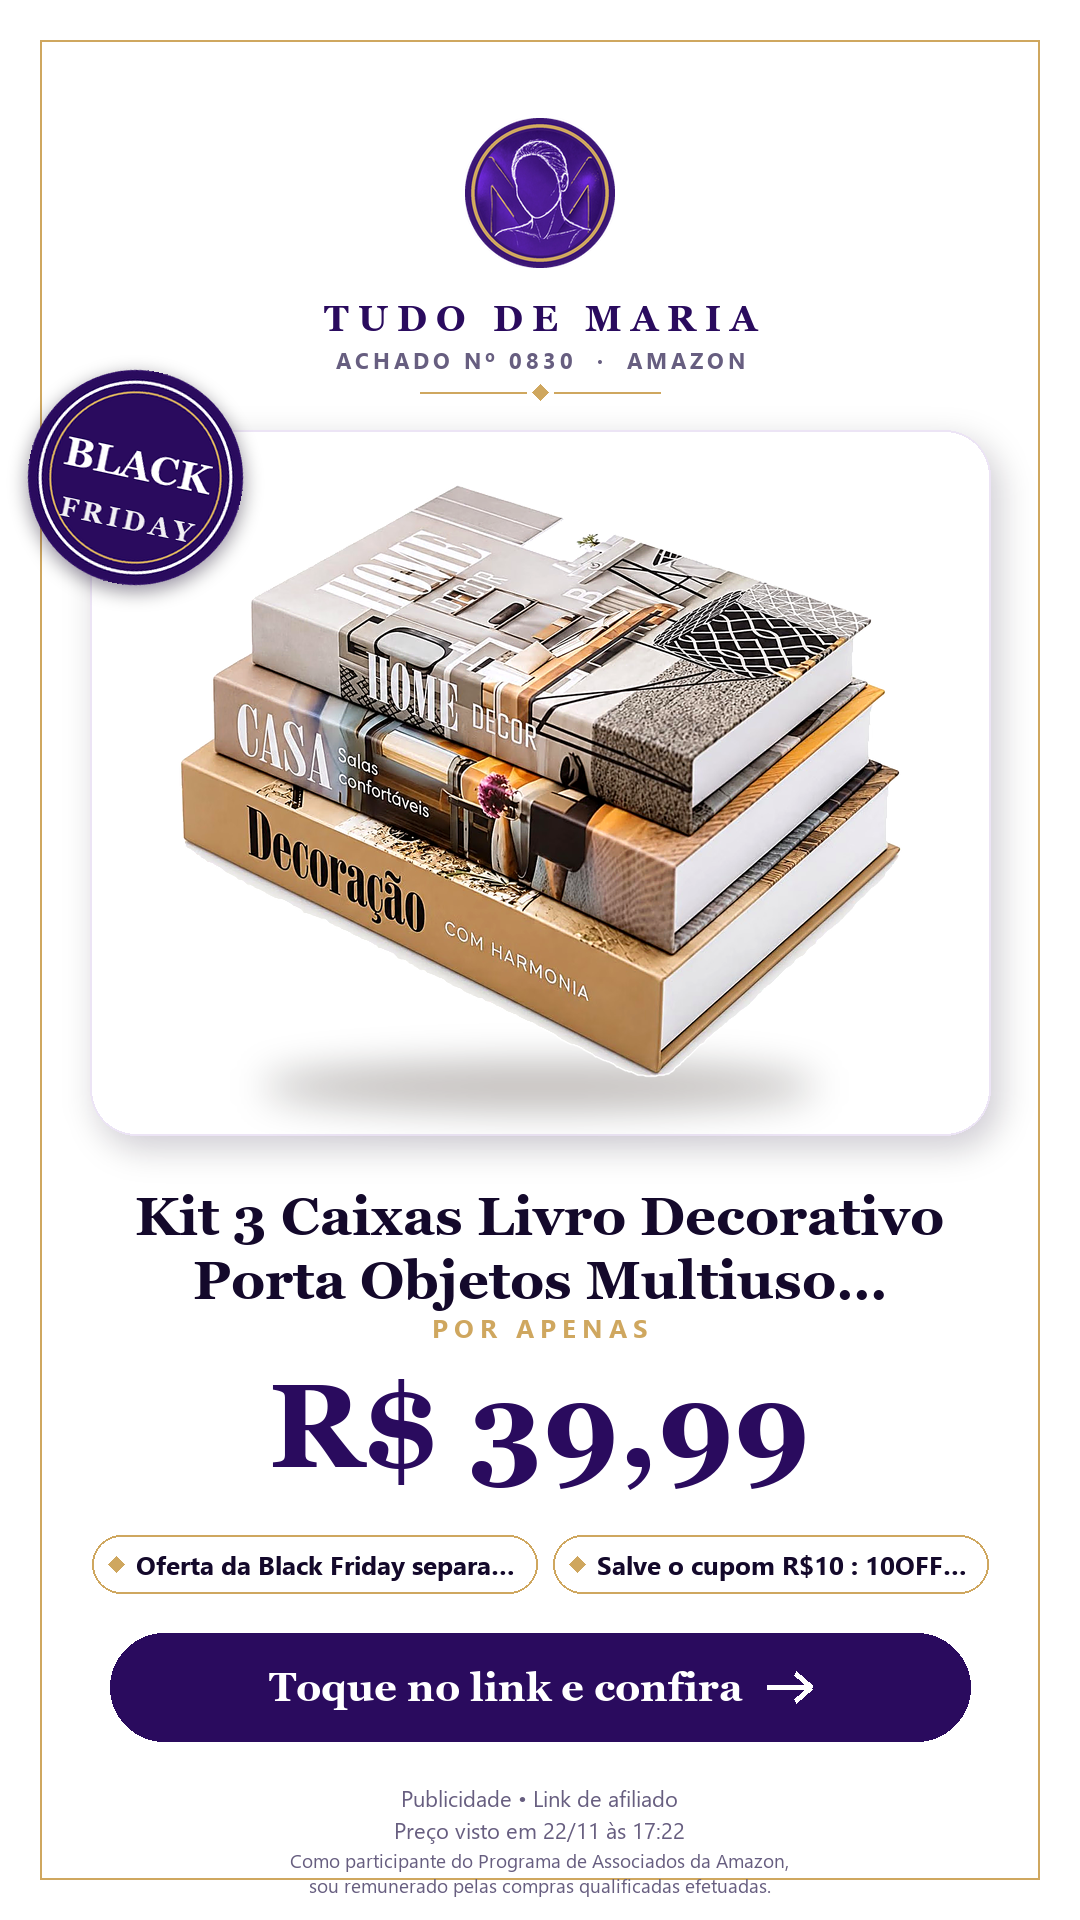 TUDO DE MARIA
ACHADO Nº 0830 · AMAZON
BLACK
FRIDAY
HOME
DECOR
HOME DECOR
CASA Salas
confortáveis
Decoração COM HARMONIA
Kit 3 Caixas Livro Decorativo
Porta Objetos Multiuso...
POR APENAS
R$ 39,99
Oferta da Black Friday separa...
Salve o cupom R$10 : 10OFF...
Toque no link e confira →
Publicidade • Link de afiliado
Preço visto em 22/11 às 17:22
Como participante do Programa de Associados da Amazon,
sou remunerado pelas compras qualificadas efetuadas.